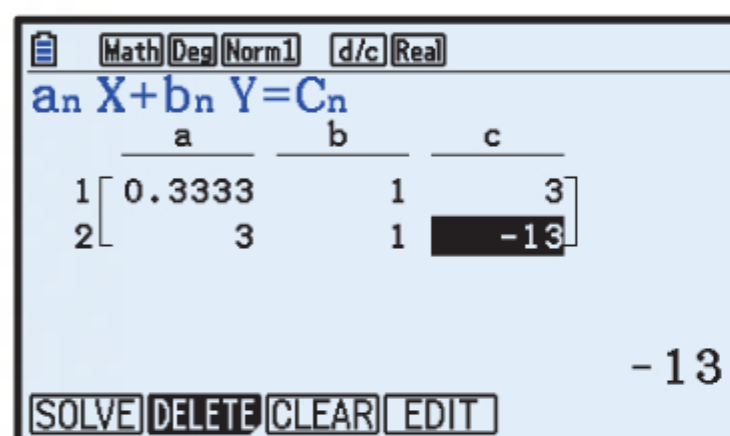 Math Deg Norm1 d/c Real
an X+bn Y=Cn
a b c
1 0.3333 1 3
2 3 1 -13
-13
SOLVE DELETE CLEAR EDIT